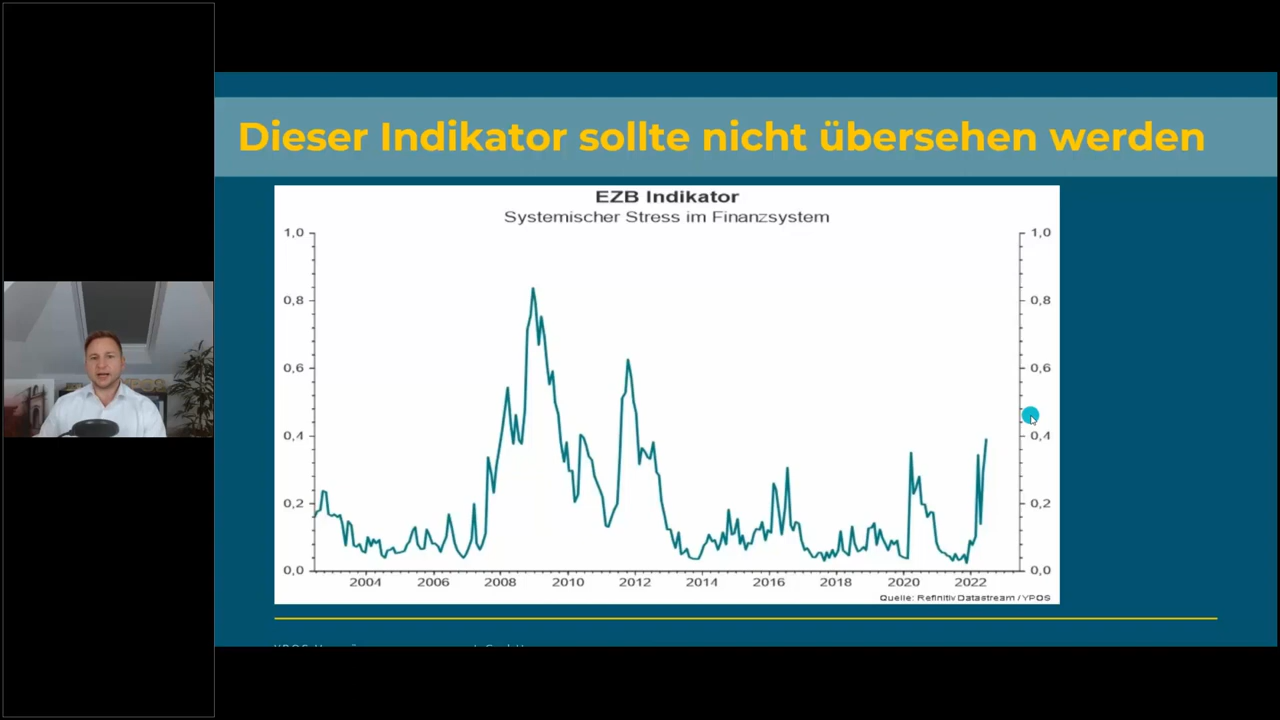 Dieser Indikator sollte nicht übersehen werden
EZB Indikator
Systemischer Stress im Finanzsystem
1,0 1,0
0,8 0,8
0,6 0,6
0,4 0,4
0,2 0,2
0,0 0,0
2004 2006 2008 2010 2012 2014 2016 2018 2020 2022
Quelle: Refinitiv Datastream / YPOS